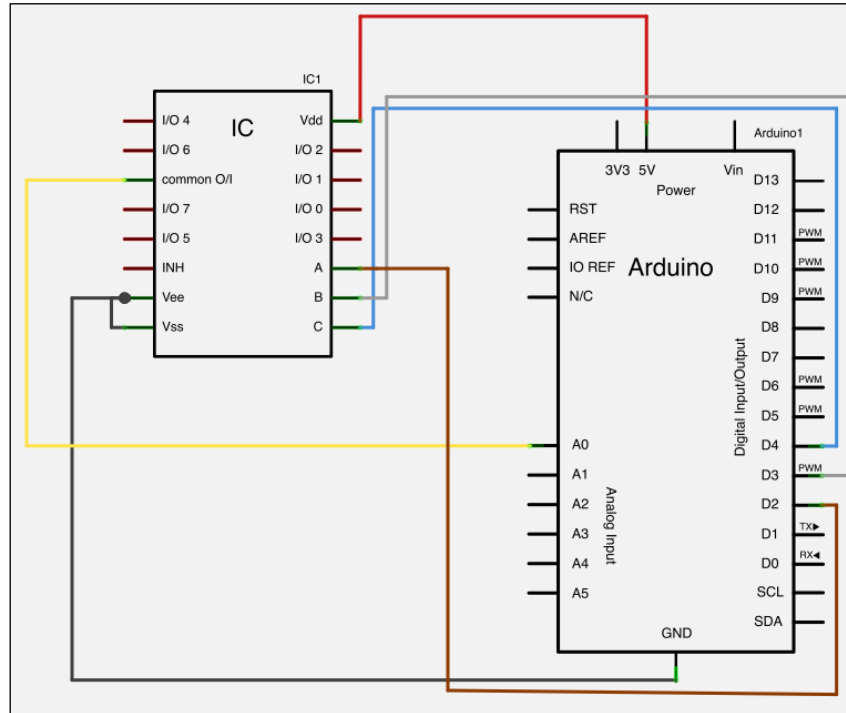 IC1
IC
I/O 4
I/O 6
common O/I
I/O 7
I/O 5
INH
Vee
Vss
Vdd
I/O 2
I/O 1
I/O 0
I/O 3
A
B
C
Arduino1
3V3 5V Vin
Power
Arduino
RST
AREF
IO REF
N/C
A0
A1
A2
A3
A4
A5
Analog Input
Digital Input/Output
D13
D12
D11 PWM
D10 PWM
D9 PWM
D8
D7
D6 PWM
D5 PWM
D4
D3 PWM
D2
D1 TX▶
D0 RX◀
SCL
SDA
GND